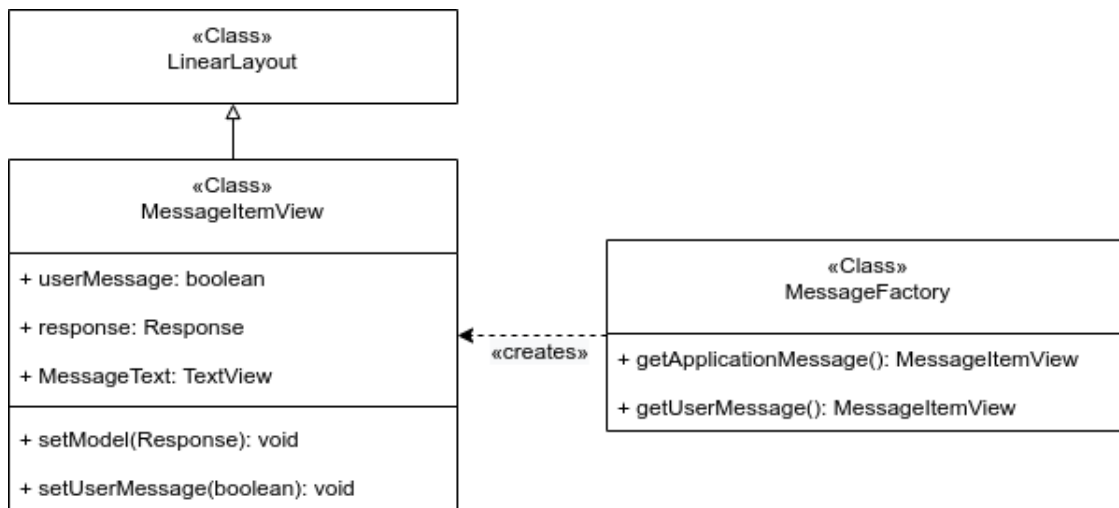 «Class»
LinearLayout
«Class»
MessageItemView
+ userMessage: boolean
+ response: Response
+ MessageText: TextView
+ setModel(Response): void
+ setUserMessage(boolean): void
«creates»
«Class»
MessageFactory
+ getApplicationMessage(): MessageItemView
+ getUserMessage(): MessageItemView